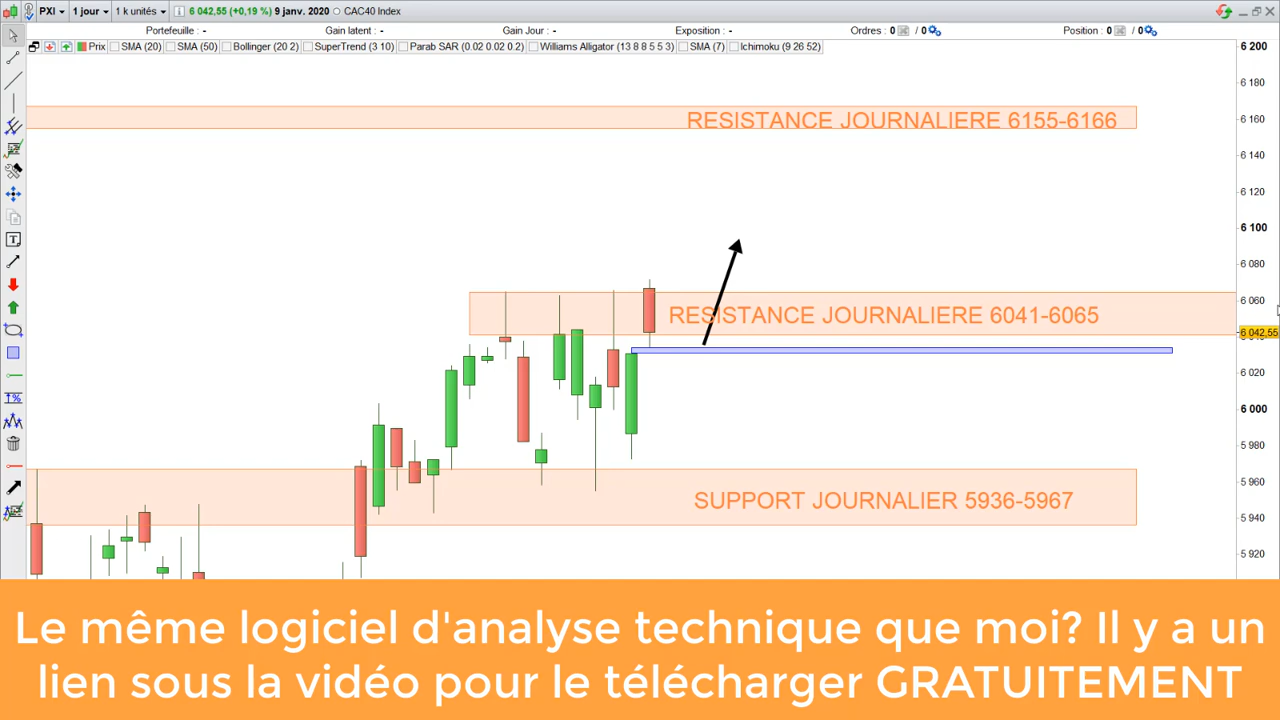 PXI 1 jour 1 k unités 6 042,55 (+0,19 %) 9 janv. 2020 CAC40 Index
Portefeuille : - Gain latent : - Gain Jour : - Exposition : - Ordres : 0 / 0 Position : 0 / 0
Prix SMA (20) SMA (50) Bollinger (20 2) SuperTrend (3 10) Parab SAR (0.02 0.02 0.2) Williams Alligator (13 8 8 5 5 3) SMA (7) Ichimoku (9 26 52)
6 200
6 180
RESISTANCE JOURNALIERE 6155-6166
6 160
6 140
6 120
6 100
6 080
6 060
RESISTANCE JOURNALIERE 6041-6065
6 042,55
6 020
6 000
5 980
5 960
SUPPORT JOURNALIER 5936-5967
5 940
5 920
Le même logiciel d'analyse technique que moi? Il y a un
lien sous la vidéo pour le télécharger GRATUITEMENT